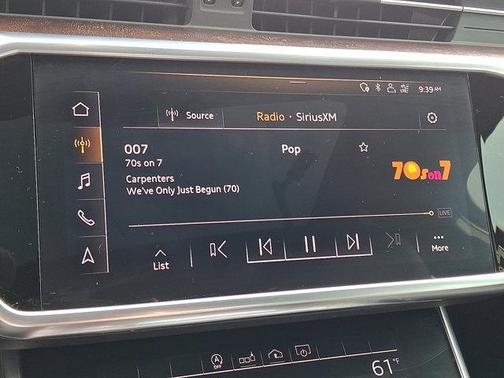 9:39 AM
Source
Radio • SiriusXM
007
Pop
70s on 7
70s on 7
Carpenters
We've Only Just Begun (70)
LIVE
List
More
OFF
61°F